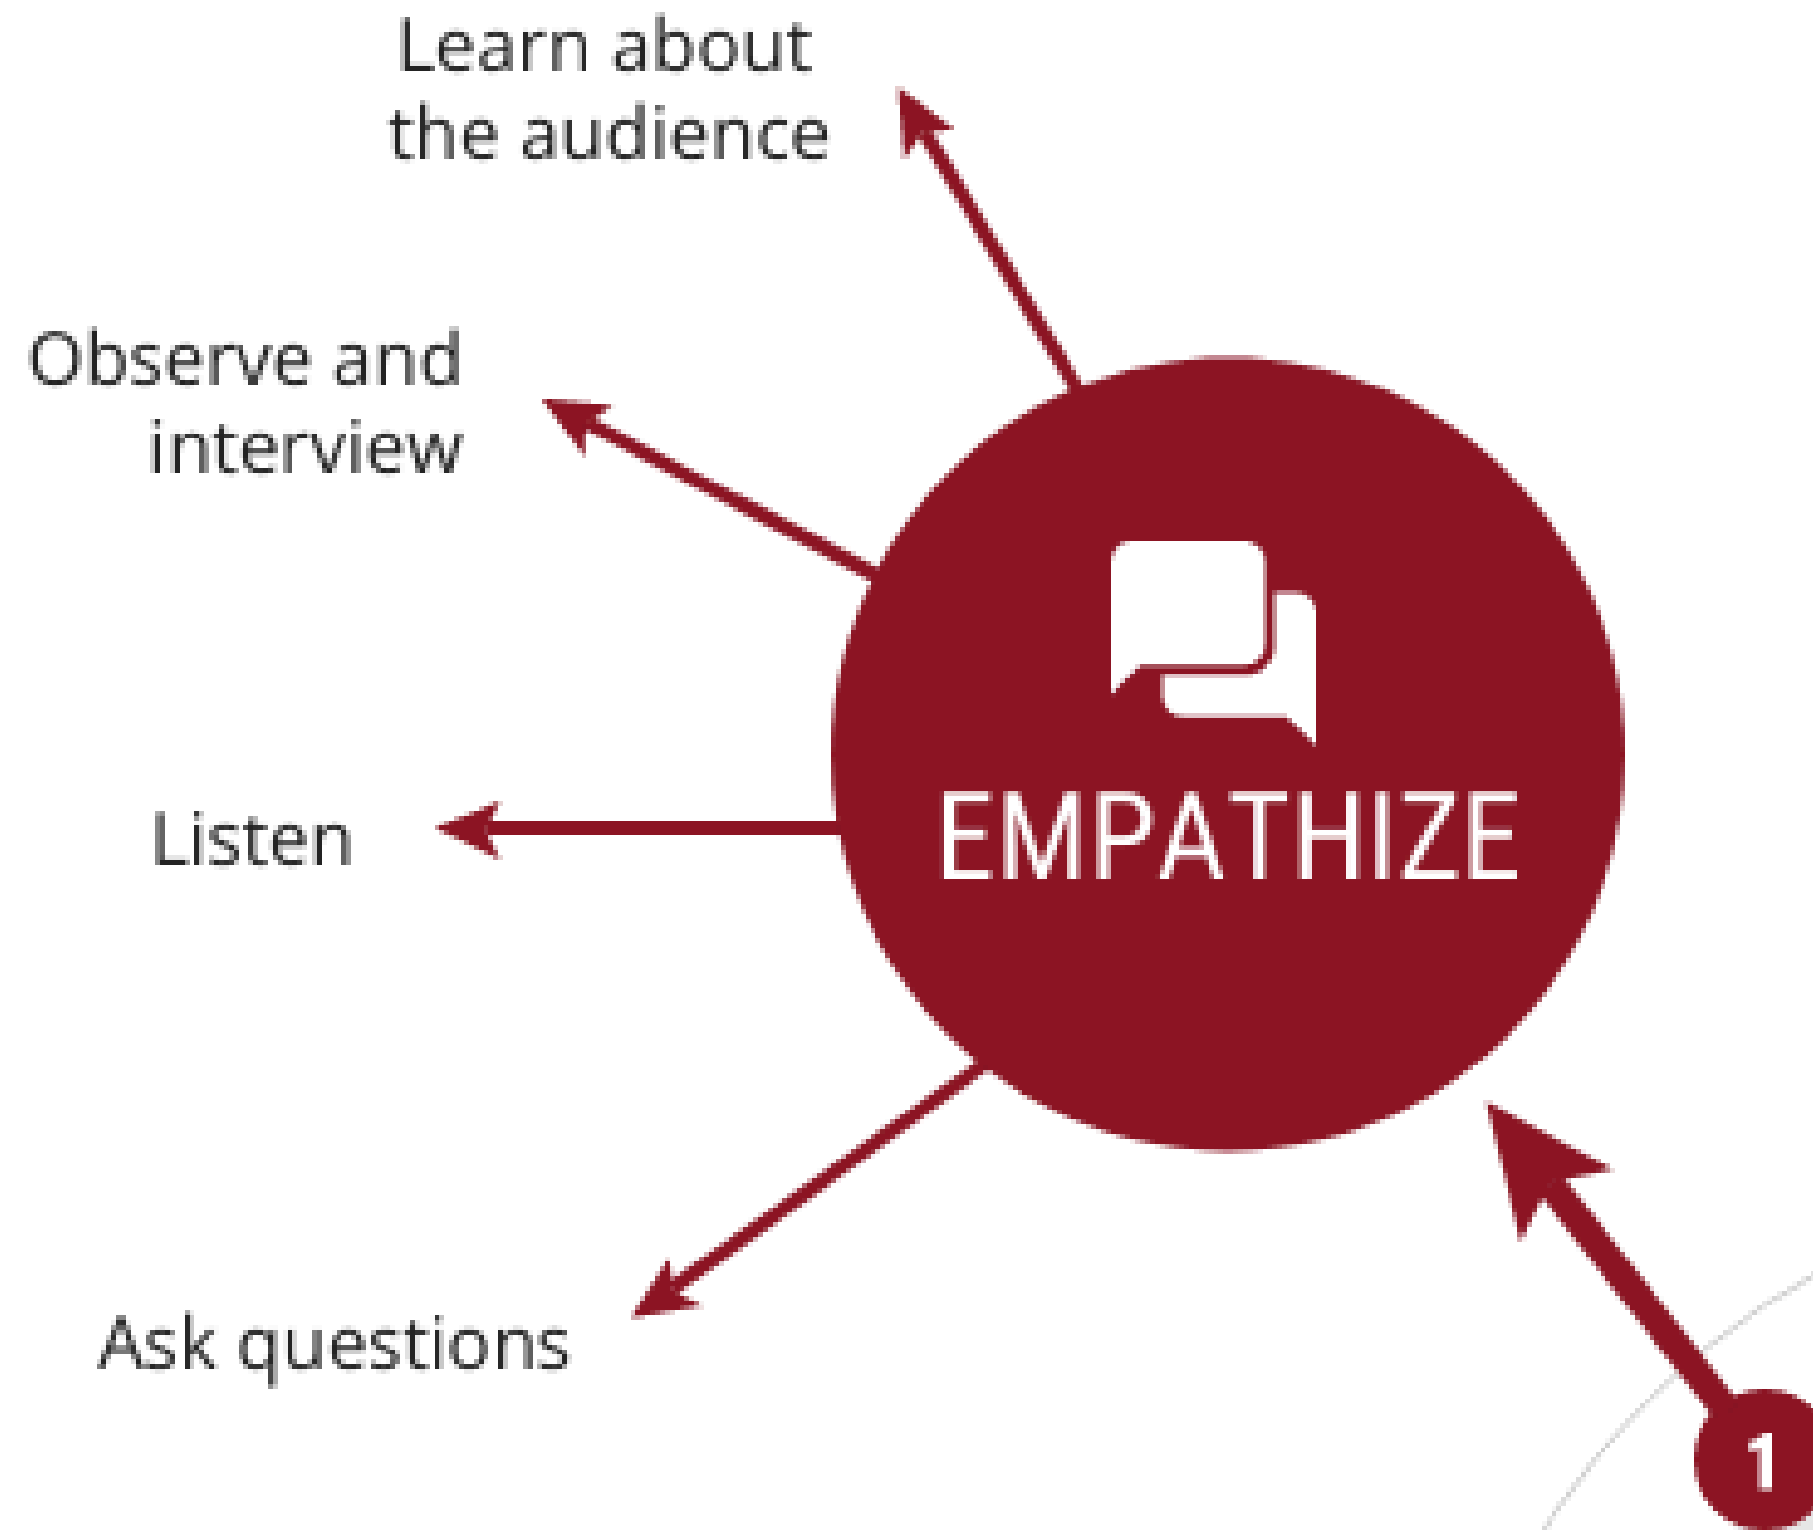 Learn about
the audience
Observe and
interview
EMPATHIZE
Listen
Ask questions
1